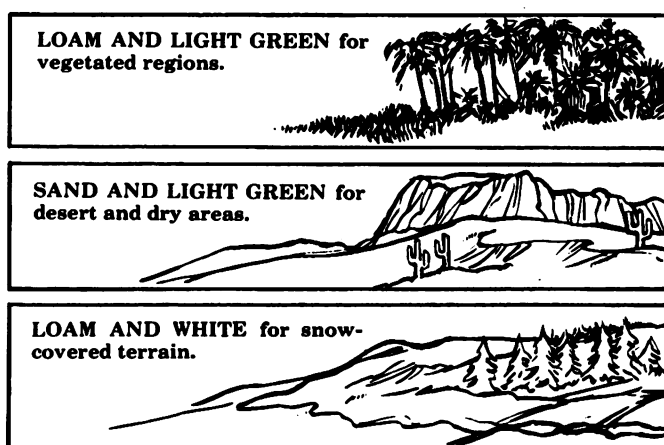 LOAM AND LIGHT GREEN for
vegetated regions.
SAND AND LIGHT GREEN for
desert and dry areas.
LOAM AND WHITE for snow-
covered terrain.